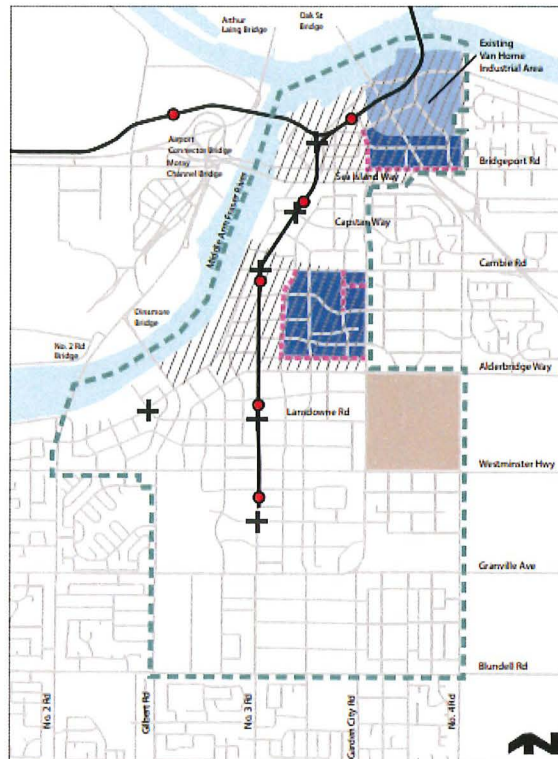 Arthur
Laing Bridge
Oak St
Bridge
Existing
Van Horne
Industrial Area
Airport
Connector Bridge
Moray
Channel Bridge
Bridgeport Rd
Sea Island Way
Middle Arm Fraser River
Capstan Way
Cambie Rd
Dinsmore
Bridge
No. 2 Rd
Bridge
Alderbridge Way
Lansdowne Rd
Westminster Hwy
Granville Ave
Blundell Rd
No. 2 Rd
Gilbert Rd
No. 3 Rd
Garden City Rd
No. 4 Rd
N